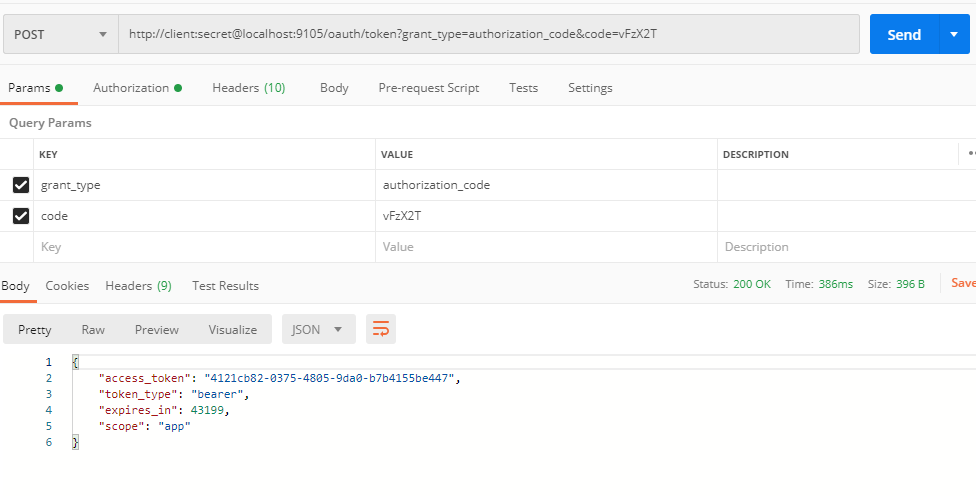 POST http://client:secret@localhost:9105/oauth/token?grant_type=authorization_code&code=vFzX2T Send
Params Authorization Headers (10) Body Pre-request Script Tests Settings
Query Params
KEY VALUE DESCRIPTION
grant_type authorization_code
code vFzX2T
Key Value Description
Body Cookies Headers (9) Test Results Status: 200 OK Time: 386ms Size: 396 B Save
Pretty Raw Preview Visualize JSON
1 {
2 "access_token": "4121cb82-0375-4805-9da0-b7b4155be447",
3 "token_type": "bearer",
4 "expires_in": 43199,
5 "scope": "app"
6 }